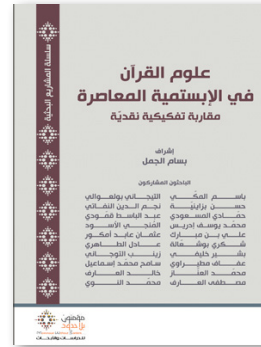 سلسلة المشاريع البحثية
علوم القرآن
في الإبستمية المعاصرة
مقاربة تفكيكية نقدية
إشراف
بسام الجمل
الباحثون المشاركون
باسم المكي
حسن بزاينية
حمادي المسعودي
محمد يوسف إدريس
علي بن مبارك
شكري بوشعالة
بشير خليفي
عفاف مطيراوي
محمد العناز
مصطفى العارف
التيجاني بولعوالي
نجم الدين النفاتي
عبد الباسط قمودي
المنجي الأسود
عثمان عابد أمكور
عادل الطاهري
زينب التوجاني
سامح محمد إسماعيل
خالد العارف
محمد النوي
مؤمنون بلا حدود
للدراسات والأبحاث